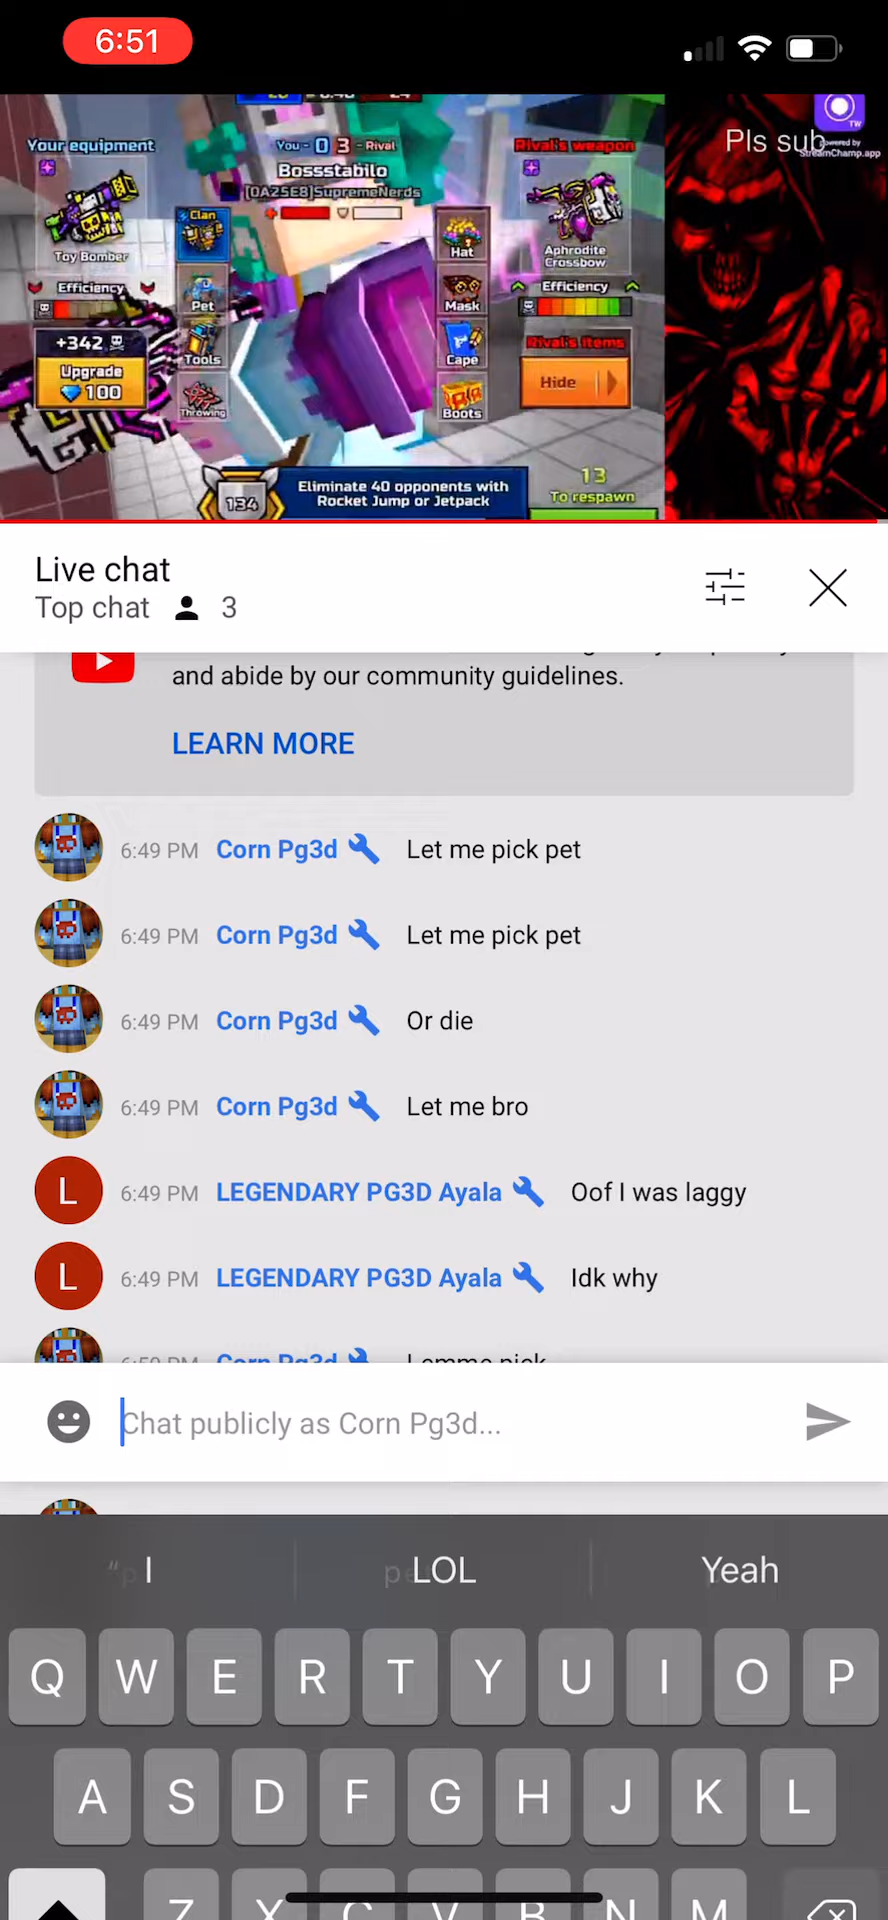 6:51
Pls sub
powered by
StreamChamp.app
TW
Your equipment
You - 0 3 - Rival
Rival's weapon
Bossstabilo
[0A25E8]SupremeNerds
Clan
Toy Bomber
Hat
Aphrodite
Crossbow
Efficiency
Pet
Mask
Efficiency
+342
Tools
Cape
Rival's items
Upgrade
100
Throwing
Boots
Hide
134
Eliminate 40 opponents with
Rocket Jump or Jetpack
13
To respawn
Live chat
Top chat 3
and abide by our community guidelines.
LEARN MORE
6:49 PM Corn Pg3d Let me pick pet
6:49 PM Corn Pg3d Let me pick pet
6:49 PM Corn Pg3d Or die
6:49 PM Corn Pg3d Let me bro
L 6:49 PM LEGENDARY PG3D Ayala Oof I was laggy
L 6:49 PM LEGENDARY PG3D Ayala Idk why
Corn Pg3d Lemme pick
Chat publicly as Corn Pg3d...
I LOL Yeah
Q W E R T Y U I O P
A S D F G H J K L
Z X C V B N M